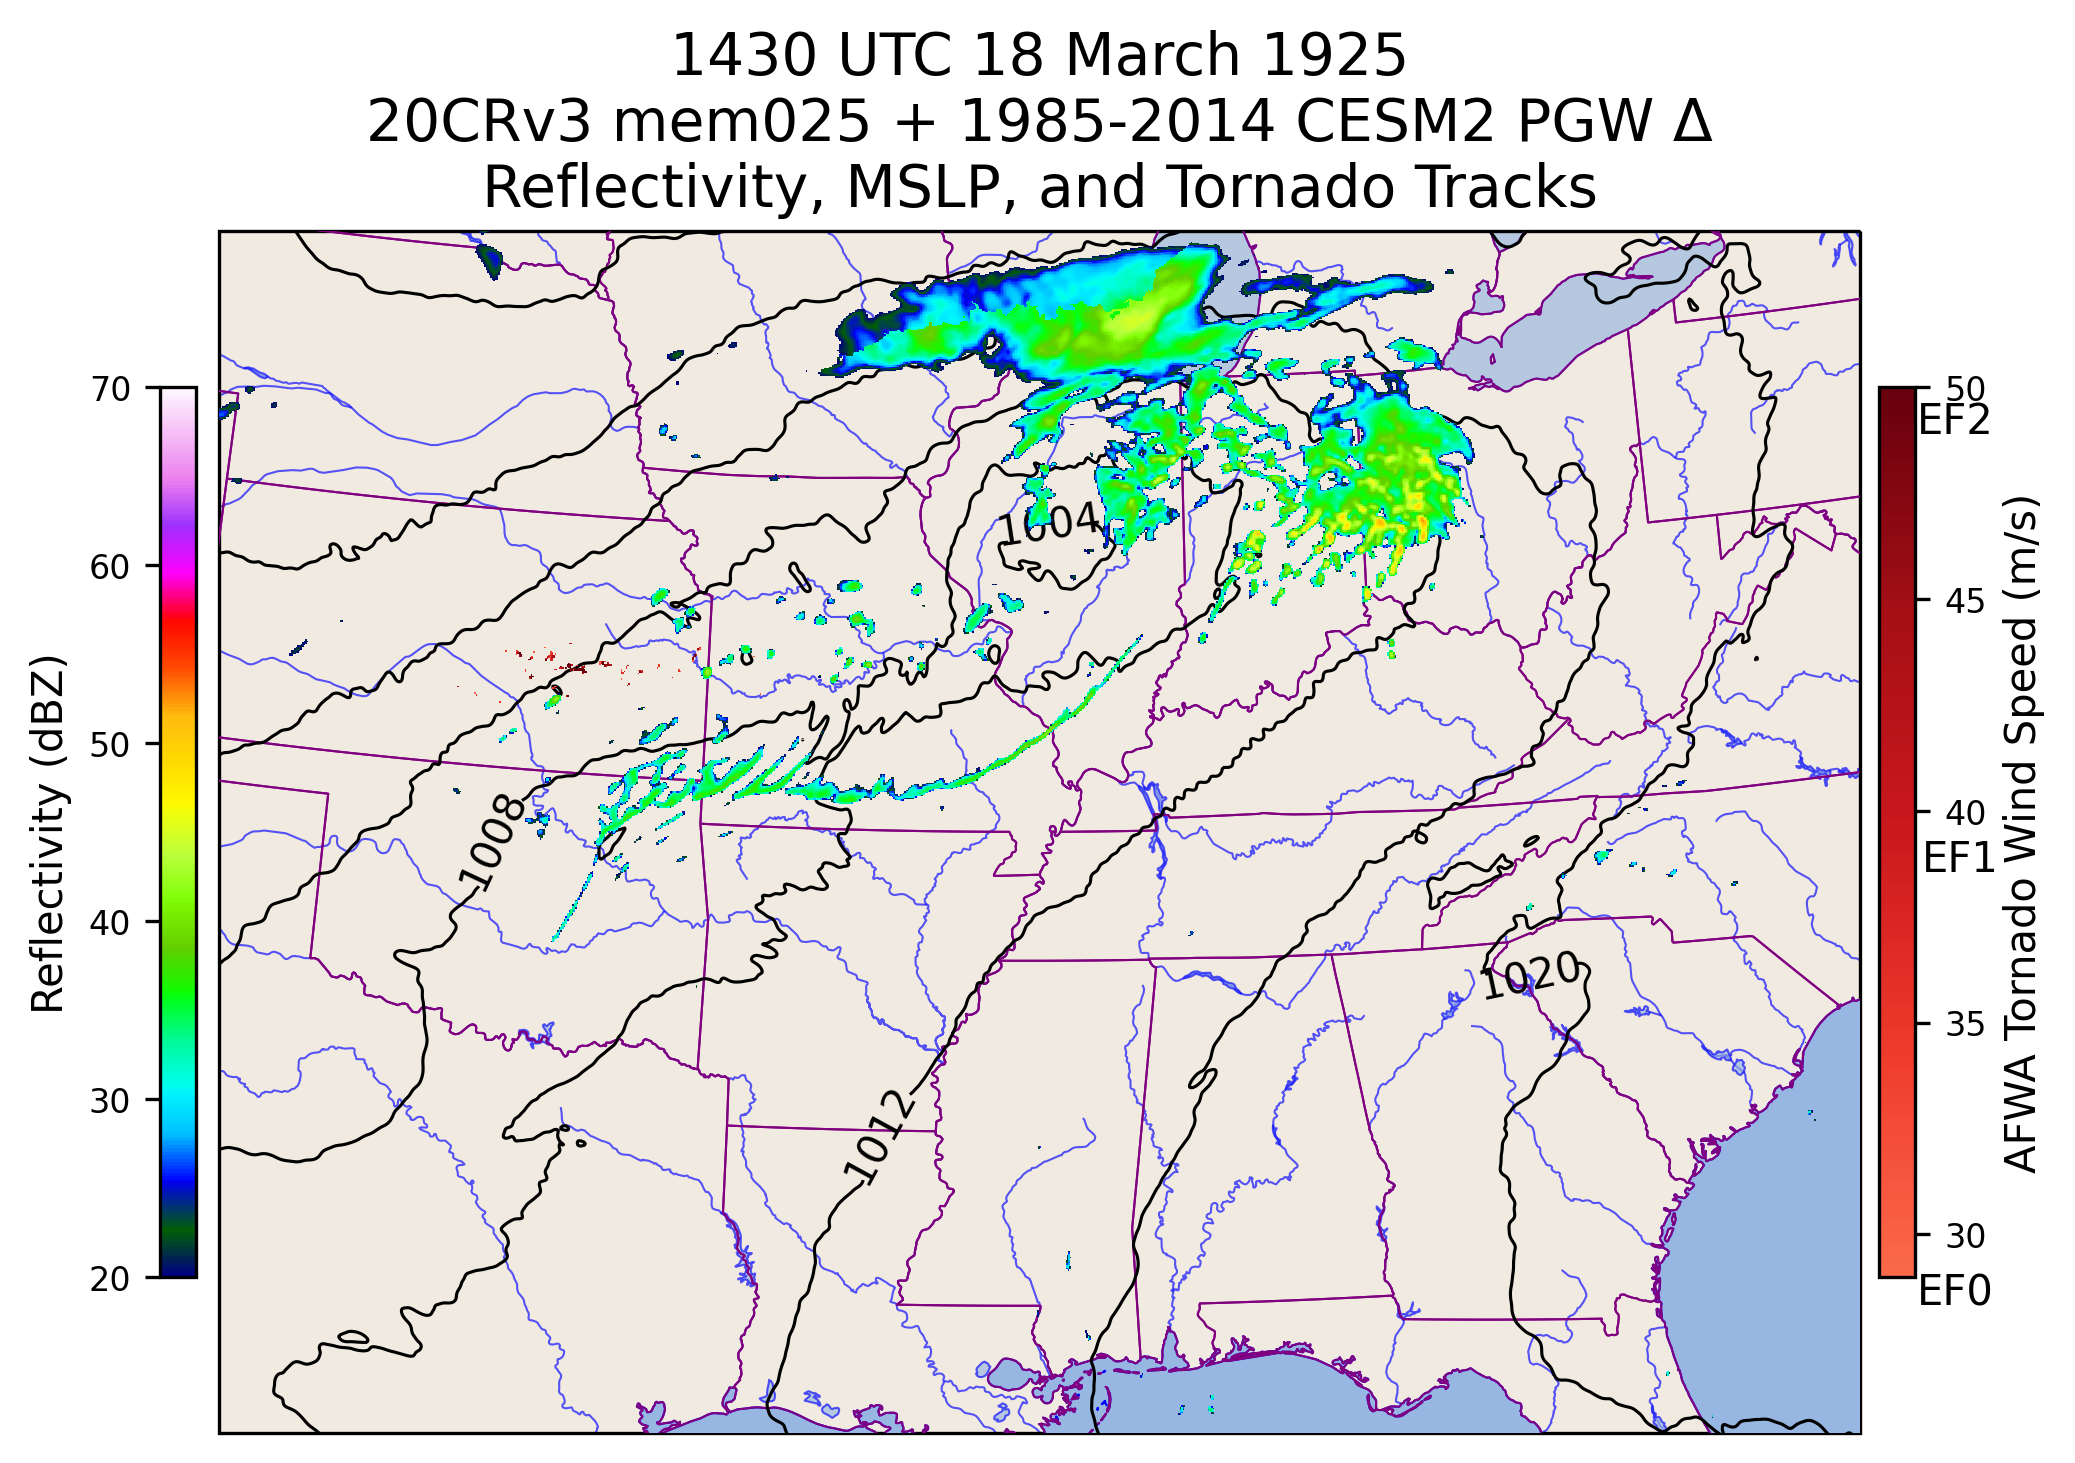 1430 UTC 18 March 1925
20CRv3 mem025 + 1985-2014 CESM2 PGW Δ
Reflectivity, MSLP, and Tornado Tracks
70
60
50
40
30
20
Reflectivity (dBZ)
1004
1008
1012
1020
50
EF2
45
40
EF1
35
30
EF0
AFWA Tornado Wind Speed (m/s)